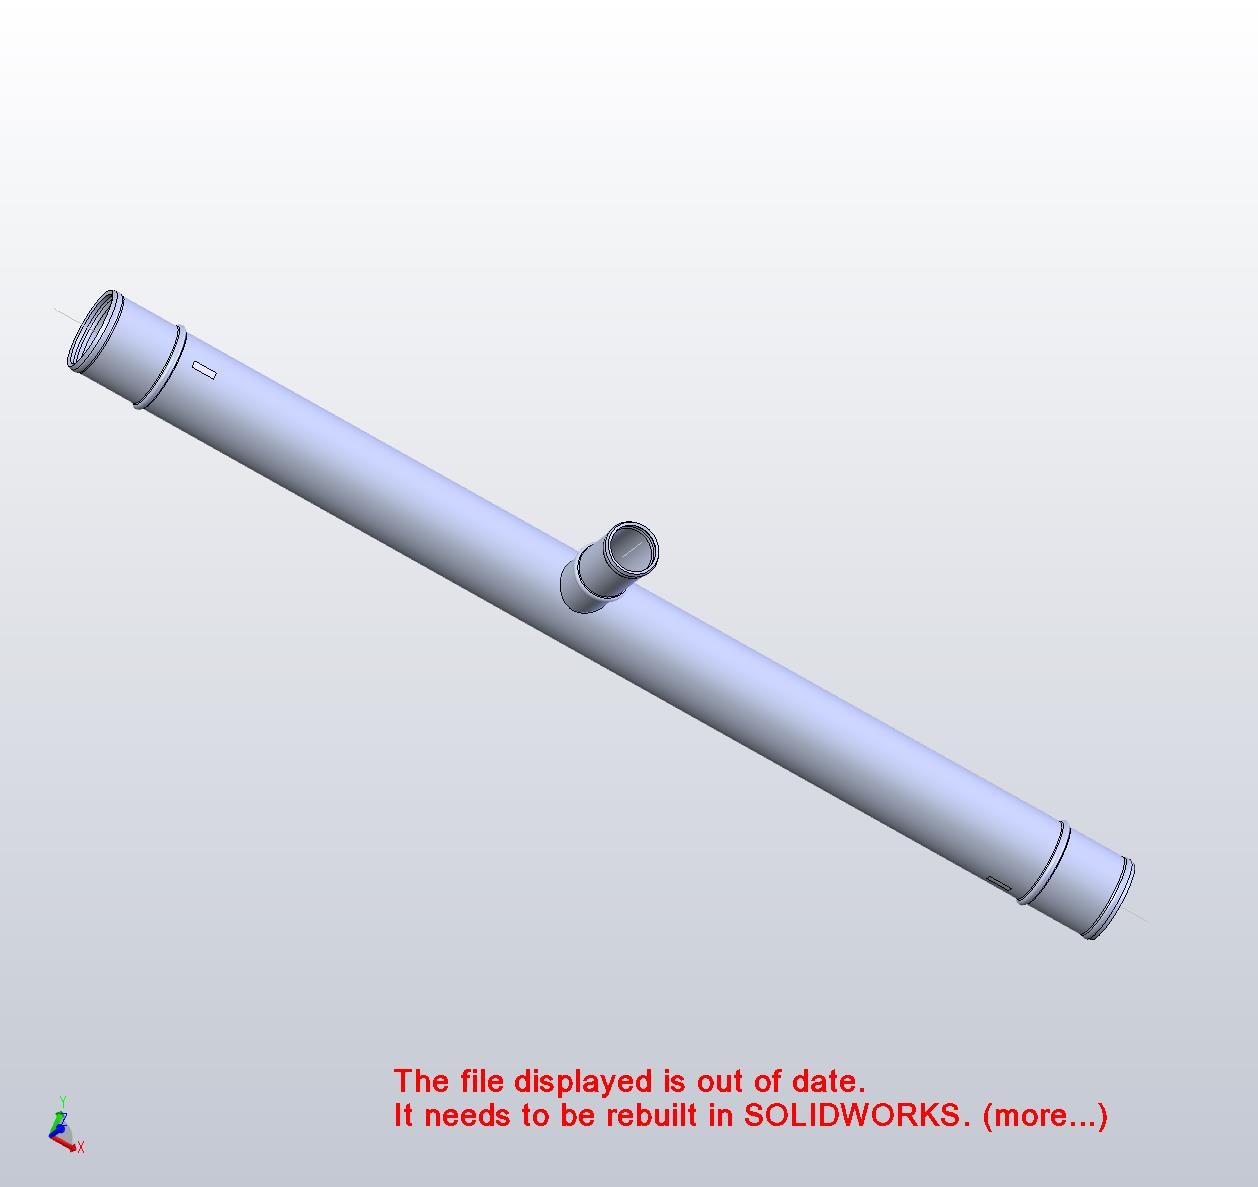 The file displayed is out of date.
It needs to be rebuilt in SOLIDWORKS. (more...)
Y
Z
X